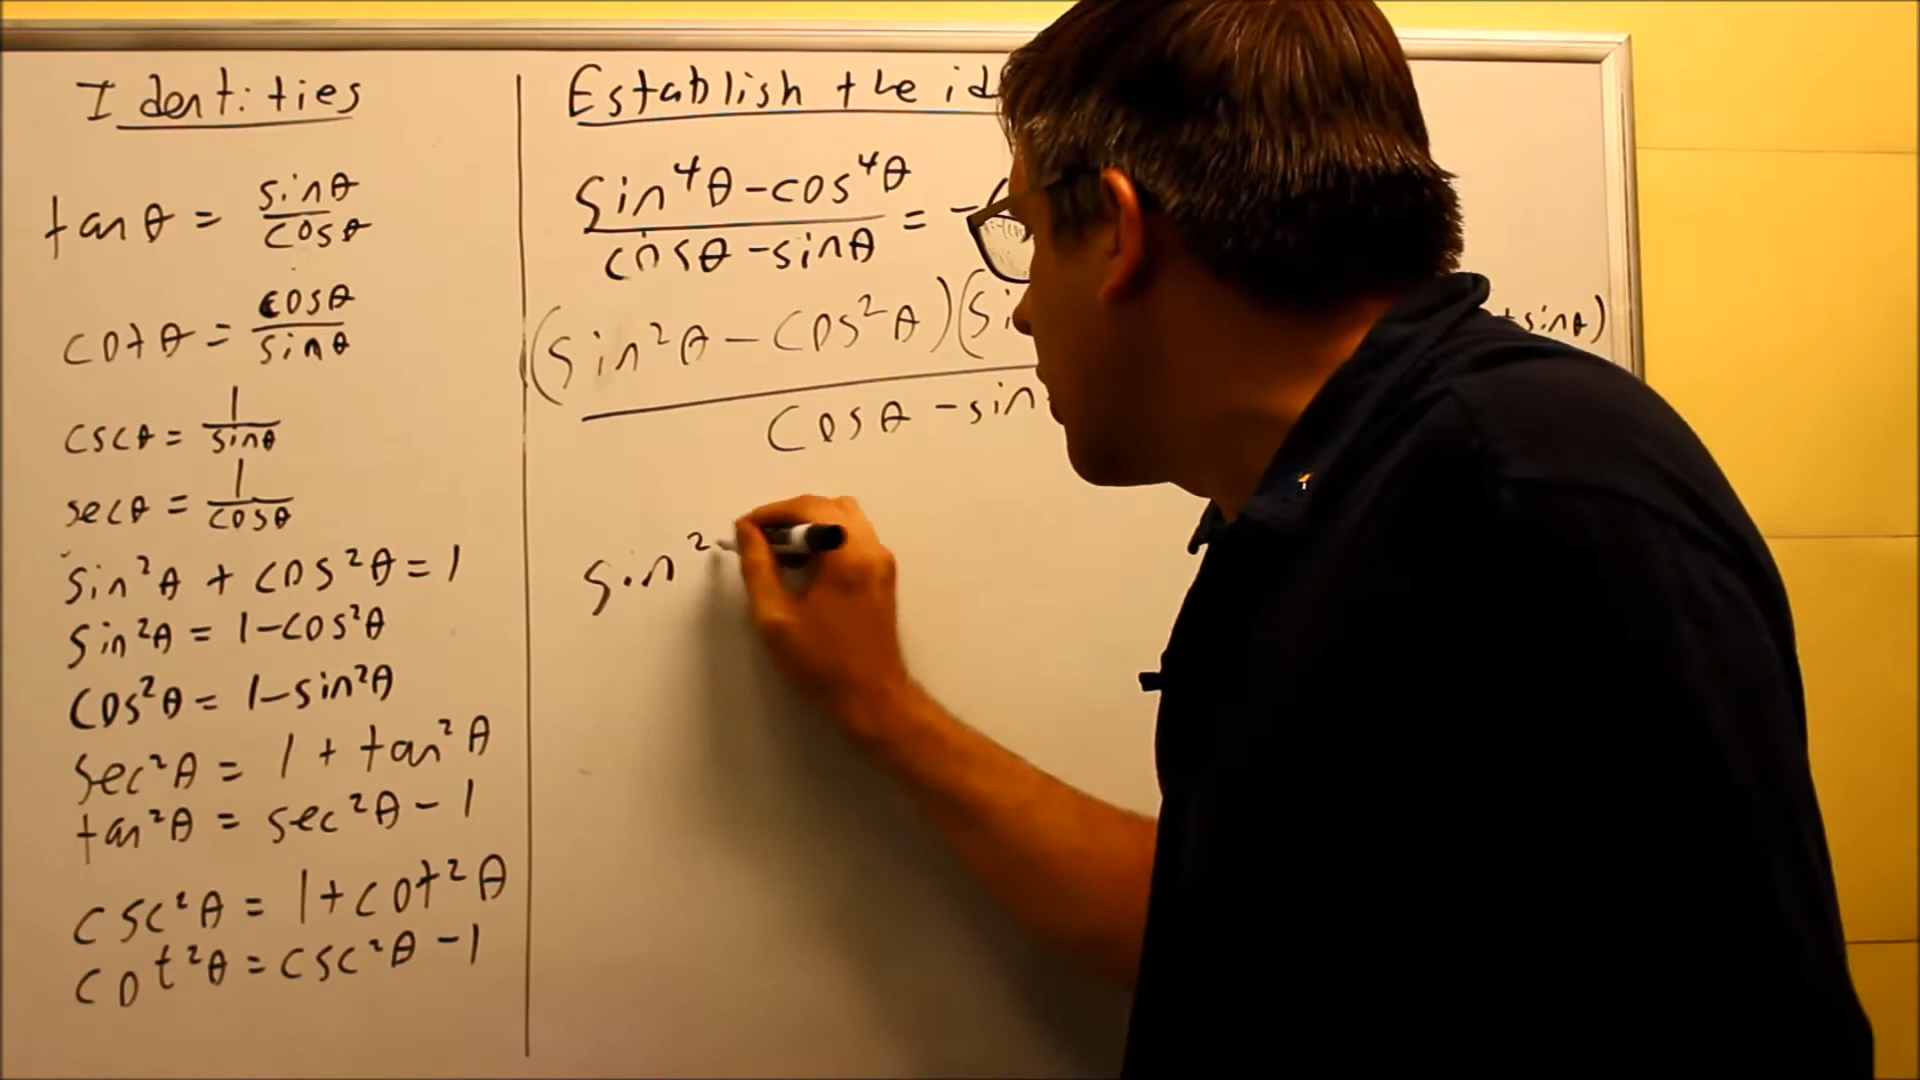 Identities
tanθ = sinθ/cosθ
cotθ = cosθ/sinθ
cscθ = 1/sinθ
secθ = 1/cosθ
sin²θ + cos²θ = 1
sin²θ = 1-cos²θ
cos²θ = 1-sin²θ
sec²θ = 1 + tan²θ
tan²θ = sec²θ - 1
csc²θ = 1+cot²θ
cot²θ = csc²θ - 1
Establish the id
sin⁴θ-cos⁴θ
cosθ-sinθ
= -
(sin²θ - cos²θ)(si
+ sinθ)
cosθ - sin
sin²